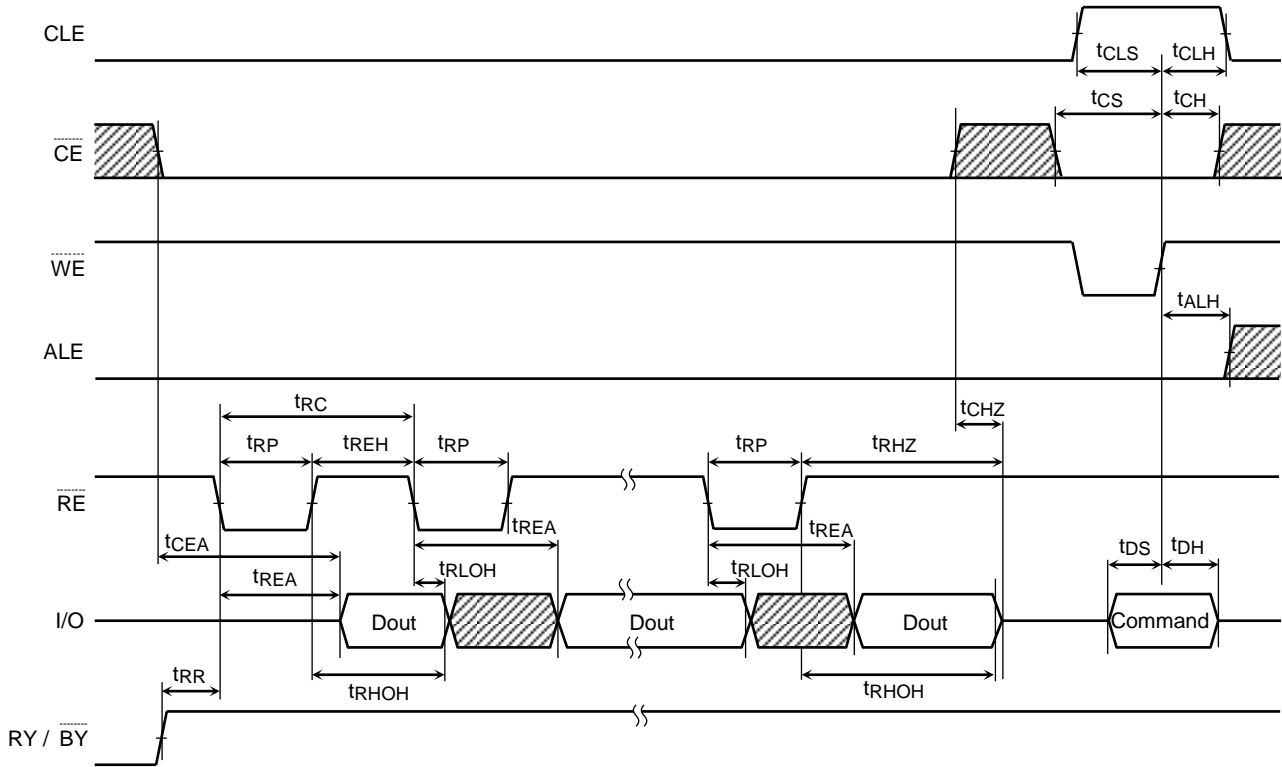 CLE
tCLS tCLH
tCS tCH
CE
WE
tALH
ALE
tRC
tCHZ
tRP tREH tRP tRP tRHZ
RE
tREA tREA
tCEA
tDS tDH
tREA tRLOH tRLOH
I/O Dout Dout Dout Command
tRR
tRHOH tRHOH
RY / BY